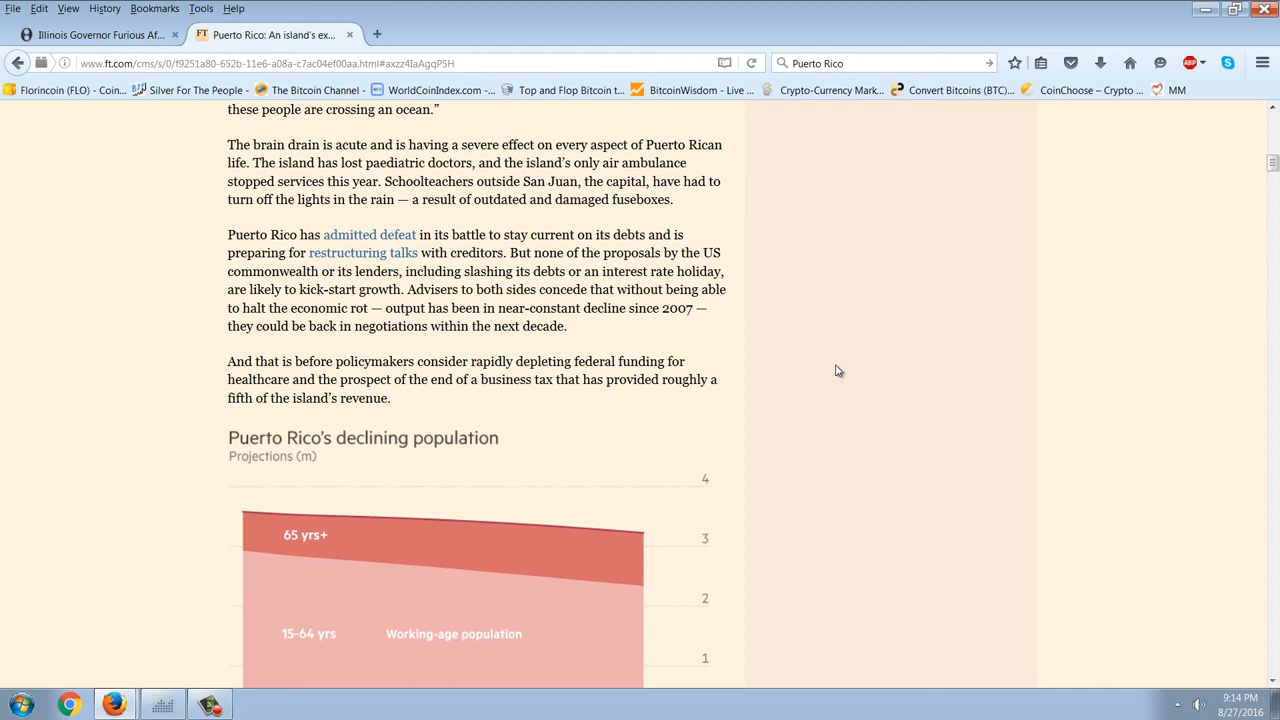 File Edit View History Bookmarks Tools Help
Illinois Governor Furious Af... ×
FT Puerto Rico: An island's ex... × +
www.ft.com/cms/s/0/f9251a80-652b-11e6-a08a-c7ac04ef00aa.html#axzz4IaAgqP5H
Puerto Rico
ABP
Florincoin (FLO) - Coin...
Silver For The People - ...
The Bitcoin Channel - ...
WorldCoinIndex.com -...
Top and Flop Bitcoin t...
BitcoinWisdom - Live ...
Crypto-Currency Mark...
Convert Bitcoins (BTC)...
CoinChoose – Crypto ...
MM
these people are crossing an ocean.”
The brain drain is acute and is having a severe effect on every aspect of Puerto Rican
life. The island has lost paediatric doctors, and the island’s only air ambulance
stopped services this year. Schoolteachers outside San Juan, the capital, have had to
turn off the lights in the rain — a result of outdated and damaged fuseboxes.
Puerto Rico has admitted defeat in its battle to stay current on its debts and is
preparing for restructuring talks with creditors. But none of the proposals by the US
commonwealth or its lenders, including slashing its debts or an interest rate holiday,
are likely to kick-start growth. Advisers to both sides concede that without being able
to halt the economic rot — output has been in near-constant decline since 2007 —
they could be back in negotiations within the next decade.
And that is before policymakers consider rapidly depleting federal funding for
healthcare and the prospect of the end of a business tax that has provided roughly a
fifth of the island’s revenue.
Puerto Rico’s declining population
Projections (m)
4
65 yrs+
3
2
15-64 yrs Working-age population
1
9:14 PM
8/27/2016